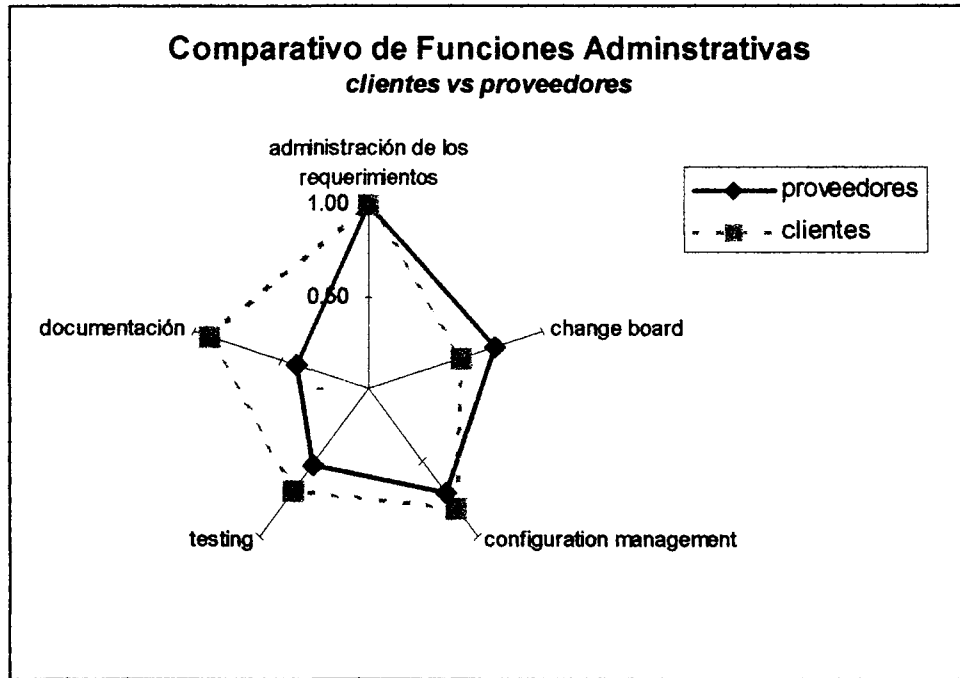 Comparativo de Funciones Adminstrativas
clientes vs proveedores
administración de los
requerimientos
1.00
0.50
proveedores
clientes
documentación
change board
testing
configuration management